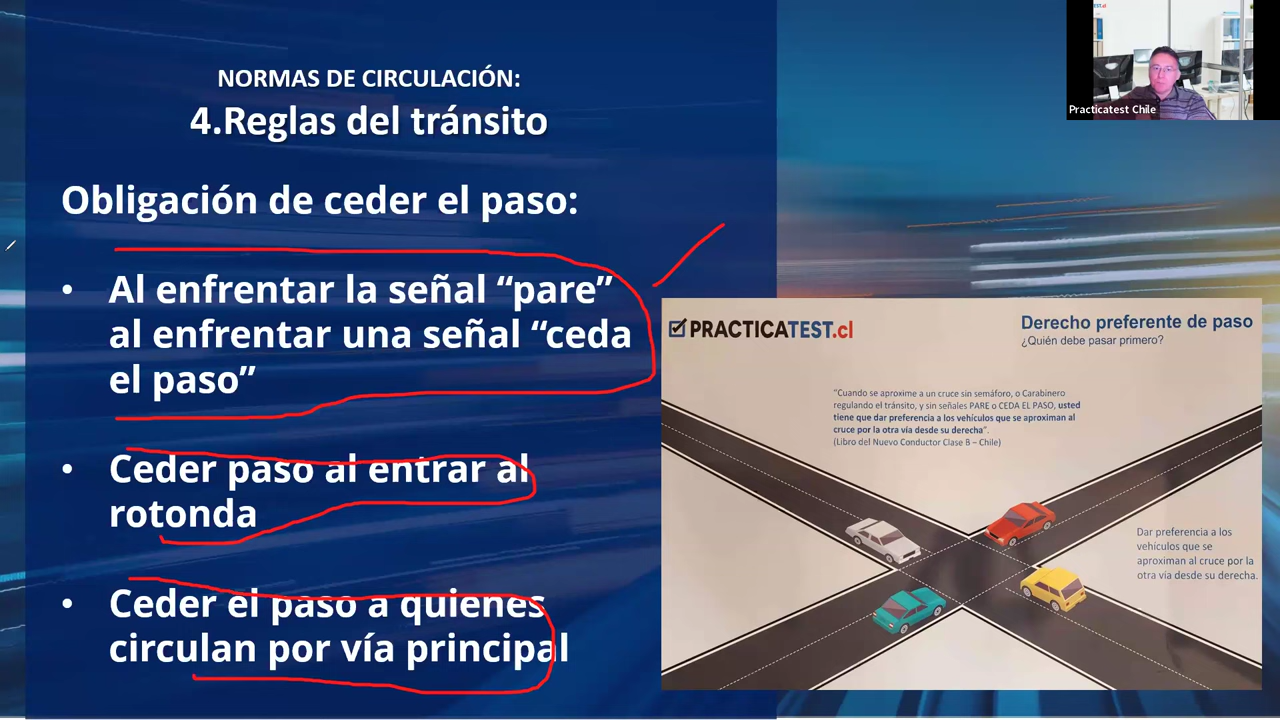 NORMAS DE CIRCULACIÓN:
4.Reglas del tránsito
Obligación de ceder el paso:
• Al enfrentar la señal “pare”
al enfrentar una señal “ceda
el paso”
• Ceder paso al entrar al
rotonda
• Ceder el paso a quienes
circulan por vía principal
Practicatest Chile
PRACTICATEST.cl
Derecho preferente de paso
¿Quién debe pasar primero?
“Cuando se aproxime a un cruce sin semáforo, o Carabinero
regulando el tránsito, y sin señales PARE o CEDA EL PASO, usted
tiene que dar preferencia a los vehículos que se aproximan al
cruce por la otra vía desde su derecha”.
(Libro del Nuevo Conductor Clase B – Chile)
Dar preferencia a los
vehículos que se
aproximan al cruce por la
otra vía desde su derecha.